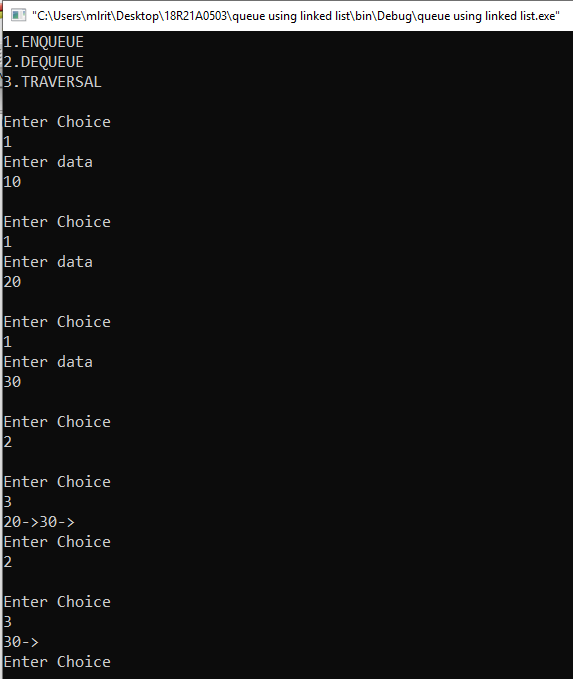 "C:\Users\mlrit\Desktop\18R21A0503\queue using linked list\bin\Debug\queue using linked list.exe"
1.ENQUEUE
2.DEQUEUE
3.TRAVERSAL
Enter Choice
1
Enter data
10
Enter Choice
1
Enter data
20
Enter Choice
1
Enter data
30
Enter Choice
2
Enter Choice
3
20->30->
Enter Choice
2
Enter Choice
3
30->
Enter Choice